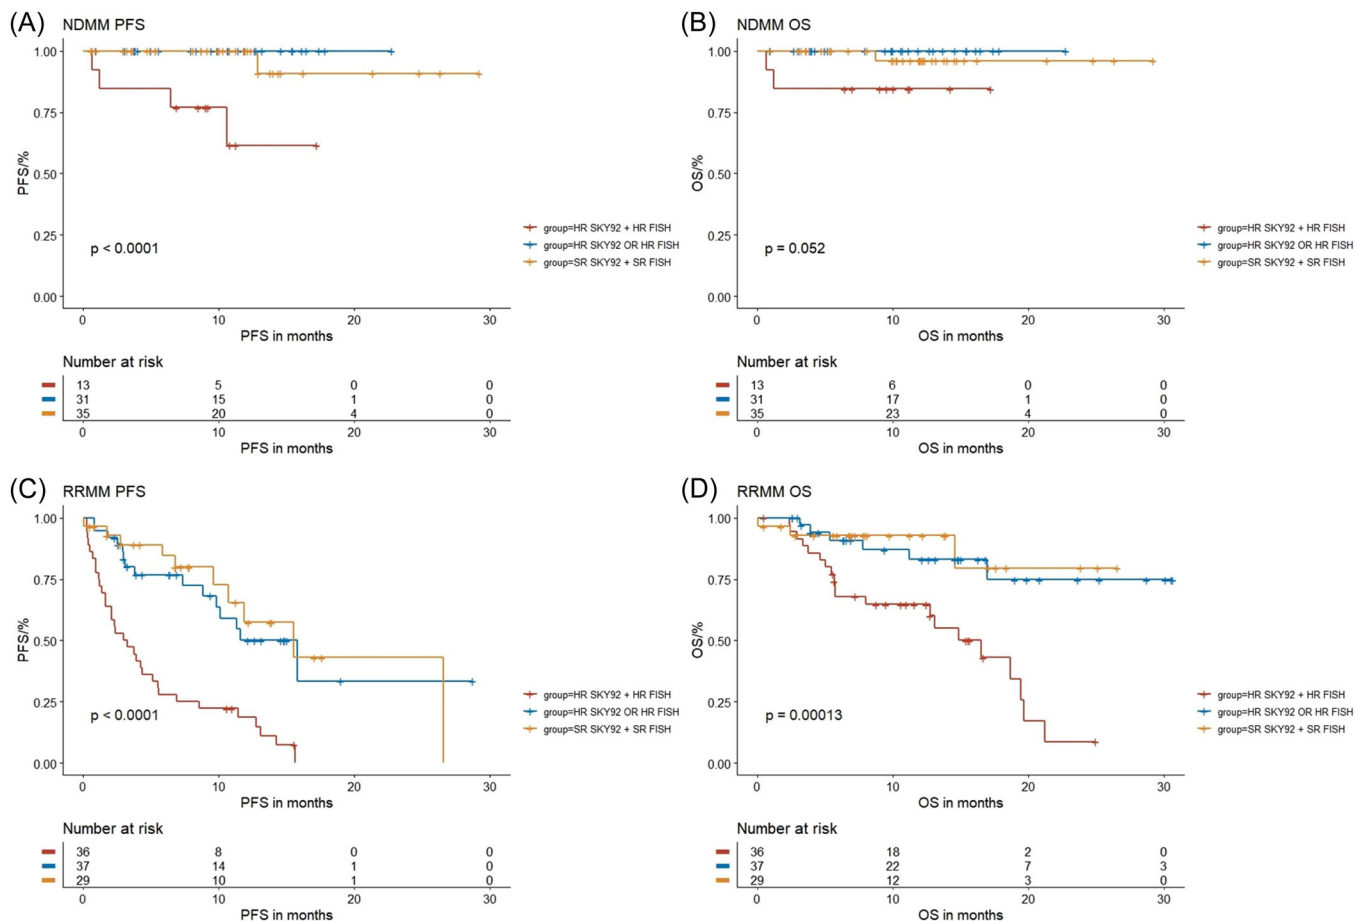 (A) NDMM PFS
1.00
0.75
0.50
0.25
0.00
PFS/%
p < 0.0001
0 10 20 30
PFS in months
group=HR SKY92 + HR FISH
group=HR SKY92 OR HR FISH
group=SR SKY92 + SR FISH
Number at risk
13 5 0 0
31 15 1 0
35 20 4 0
0 10 20 30
PFS in months
(B) NDMM OS
1.00
0.75
0.50
0.25
0.00
OS/%
p = 0.052
0 10 20 30
OS in months
group=HR SKY92 + HR FISH
group=HR SKY92 OR HR FISH
group=SR SKY92 + SR FISH
Number at risk
13 6 0 0
31 17 1 0
35 23 4 0
0 10 20 30
OS in months
(C) RRMM PFS
1.00
0.75
0.50
0.25
0.00
PFS/%
p < 0.0001
0 10 20 30
PFS in months
group=HR SKY92 + HR FISH
group=HR SKY92 OR HR FISH
group=SR SKY92 + SR FISH
Number at risk
36 8 0 0
37 14 1 0
29 10 1 0
0 10 20 30
PFS in months
(D) RRMM OS
1.00
0.75
0.50
0.25
0.00
OS/%
p = 0.00013
0 10 20 30
OS in months
group=HR SKY92 + HR FISH
group=HR SKY92 OR HR FISH
group=SR SKY92 + SR FISH
Number at risk
36 18 2 0
37 22 7 3
29 12 3 0
0 10 20 30
OS in months